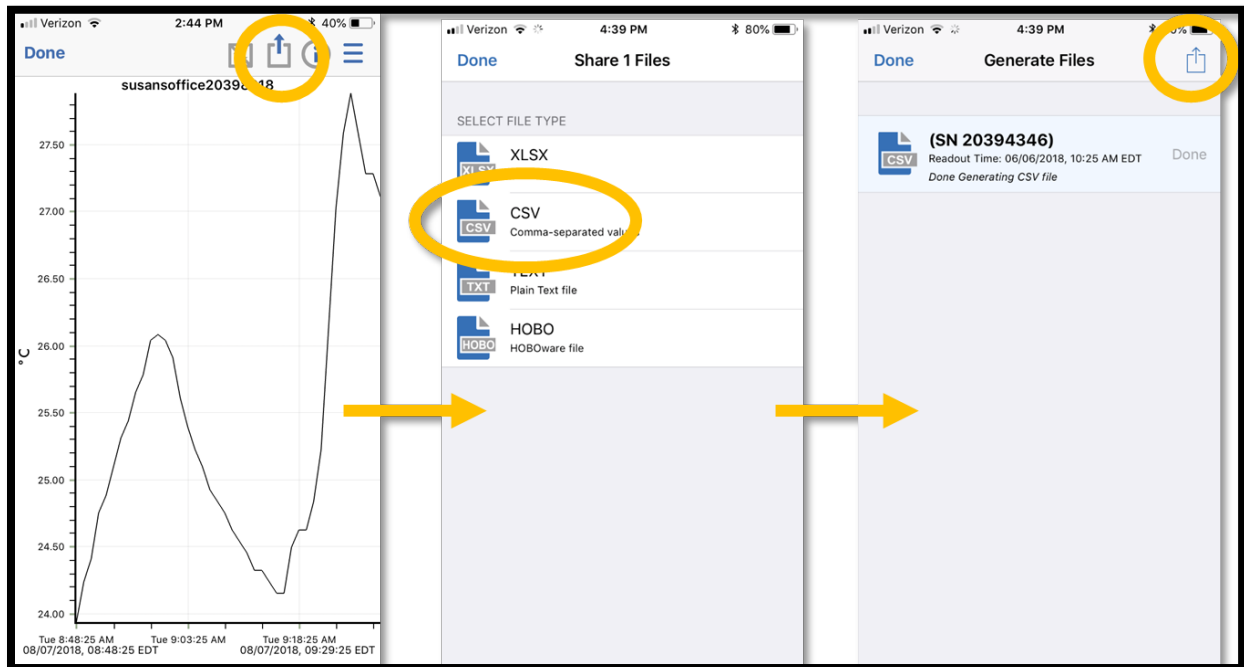 Verizon 2:44 PM 40%
Done
susansoffice20398
27.50
27.00
26.50
26.00
°C
25.50
25.00
24.50
24.00
Tue 8:48:25 AM Tue 9:03:25 AM Tue 9:18:25 AM
08/07/2018, 08:48:25 EDT 08/07/2018, 09:29:25 EDT
Verizon 4:39 PM 80%
Done Share 1 Files
SELECT FILE TYPE
XLSX
XLSX
CSV
CSV
Comma-separated values
TEXT
TXT
Plain Text file
HOBO
HOBO
HOBOware file
Verizon 4:39 PM
Done Generate Files
(SN 20394346)
CSV
Readout Time: 06/06/2018, 10:25 AM EDT
Done
Done Generating CSV file